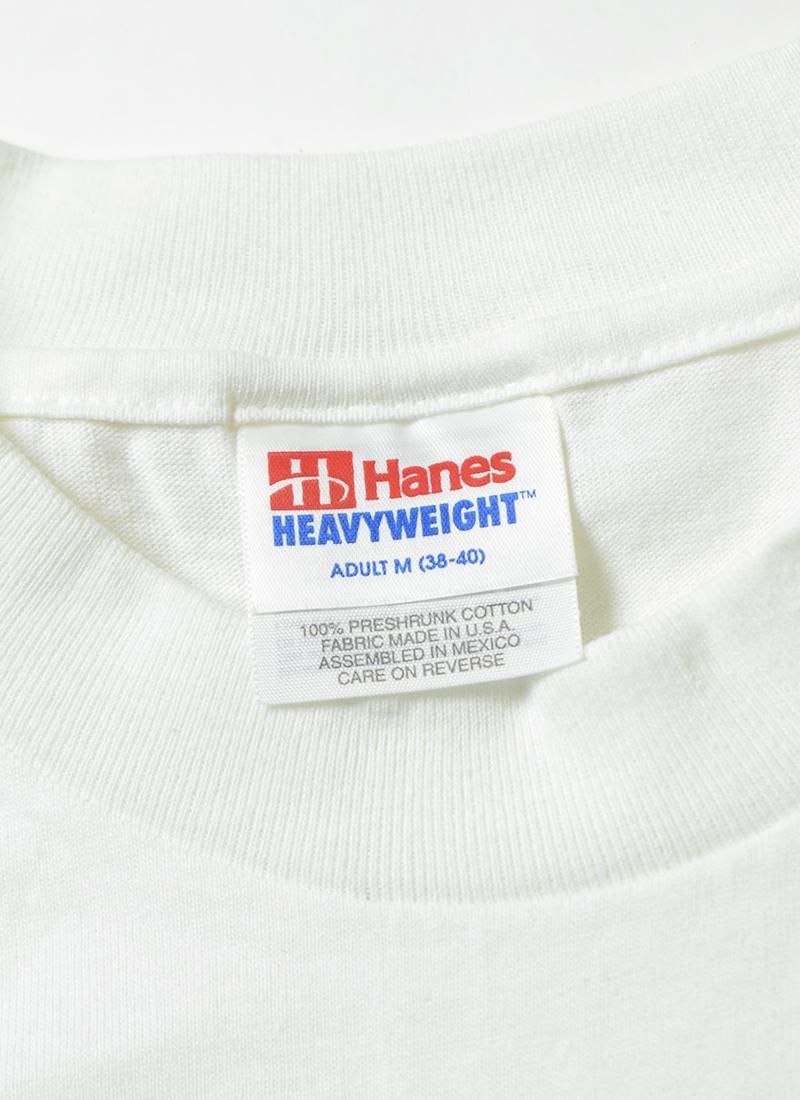 H Hanes
HEAVYWEIGHT™
ADULT M (38-40)
100% PRESHRUNK COTTON
FABRIC MADE IN U.S.A.
ASSEMBLED IN MEXICO
CARE ON REVERSE